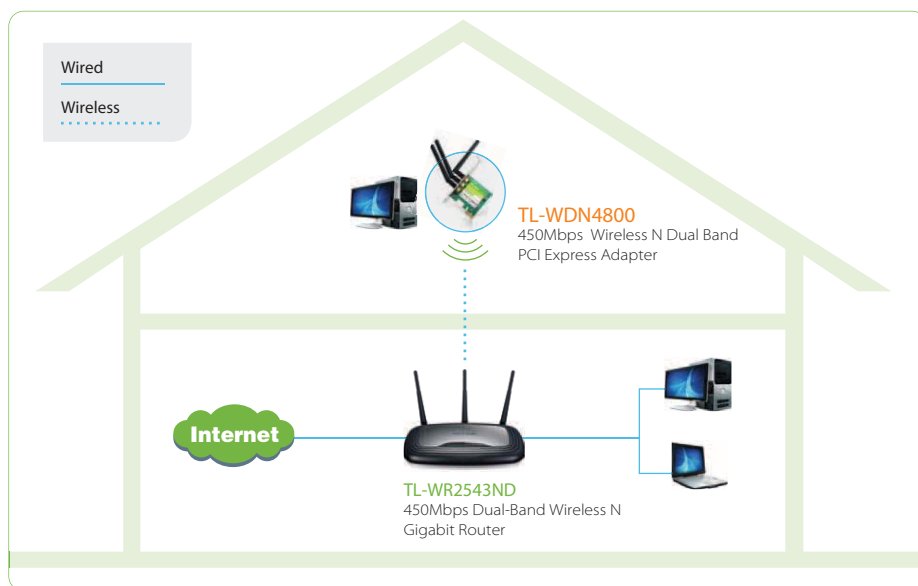 Wired
Wireless
TL-WDN4800
450Mbps Wireless N Dual Band
PCI Express Adapter
Internet
TL-WR2543ND
450Mbps Dual-Band Wireless N
Gigabit Router